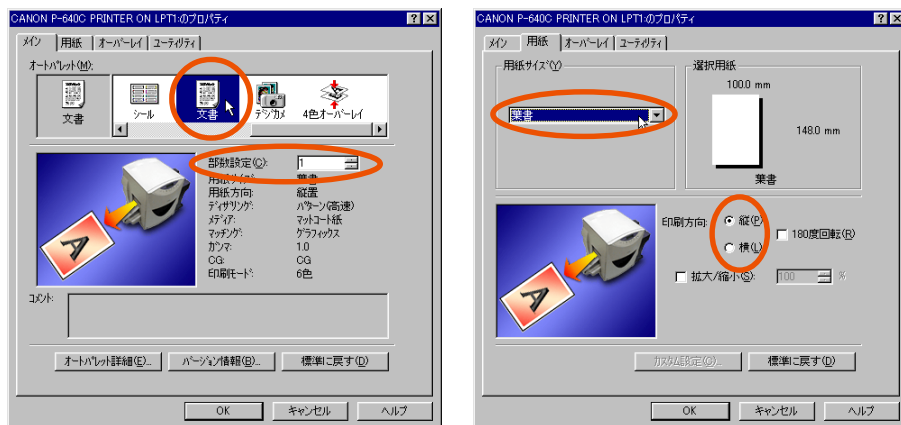 CANON P-640C PRINTER ON LPT1:のプロパティ
メイン 用紙 オーバーレイ ユーティリティ
オートパレット(M):
文書 シール 文書 デジカメ 4色オーバーレイ
部数設定(C): 1
用紙サイズ: 葉書
用紙方向: 縦置
ディザリング: パターン(高速)
メディア: マットコート紙
マッチング: グラフィックス
ガンマ: 1.0
CG: CG
印刷モード: 6色
コメント:
オートパレット詳細(E)... バージョン情報(B)... 標準に戻す(D)
OK キャンセル ヘルプ
CANON P-640C PRINTER ON LPT1:のプロパティ
メイン 用紙 オーバーレイ ユーティリティ
用紙サイズ(Y) 選択用紙
葉書
100.0 mm
148.0 mm
葉書
印刷方向: 縦(P) 180度回転(R)
横(L)
拡大/縮小(S): 100 %
カスタム設定(O)... 標準に戻す(D)
OK キャンセル ヘルプ